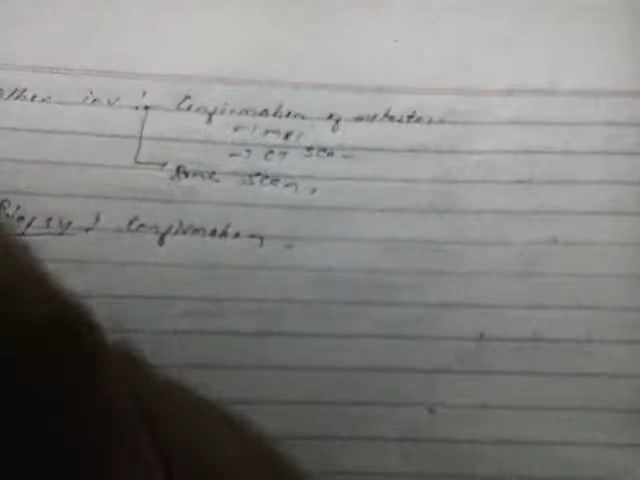 other inv : Confirmation of metastasis
→ MRI
→ CT Scan
→ Bone Scan.
Biopsy : Confirmation.